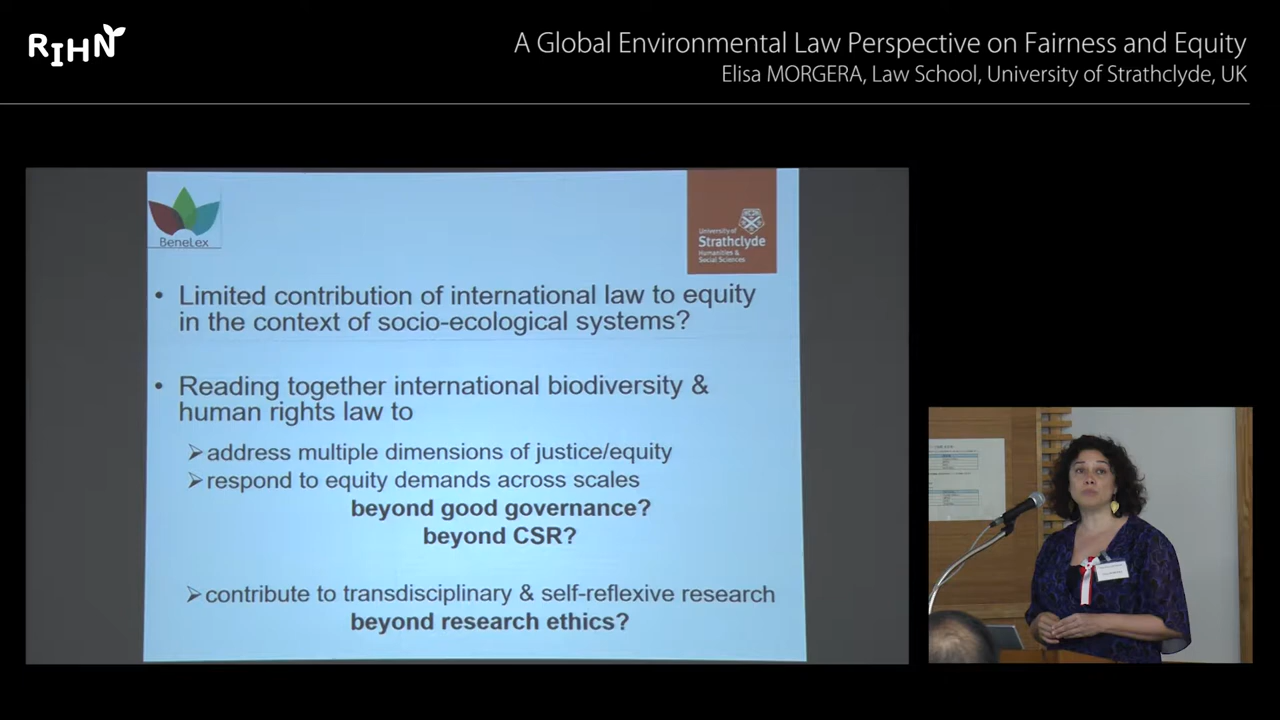 RIHN
A Global Environmental Law Perspective on Fairness and Equity
Elisa MORGERA, Law School, University of Strathclyde, UK
BeneLex
University of
Strathclyde
Humanities &
Social Sciences
• Limited contribution of international law to equity
in the context of socio-ecological systems?
• Reading together international biodiversity &
human rights law to
➢address multiple dimensions of justice/equity
➢respond to equity demands across scales
beyond good governance?
beyond CSR?
➢contribute to transdisciplinary & self-reflexive research
beyond research ethics?